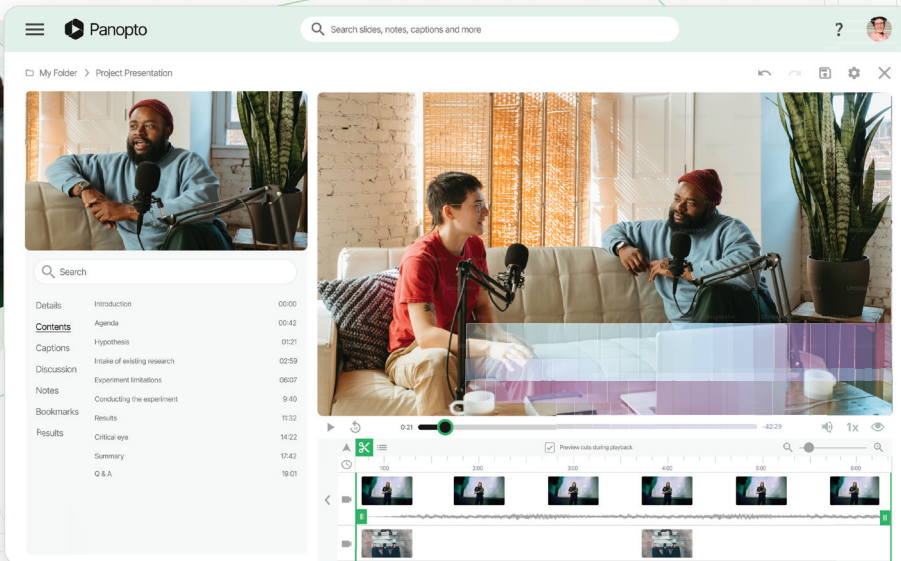 Panopto
Search slides, notes, captions and more
?
My Folder > Project Presentation
Search
Details
Contents
Captions
Discussion
Notes
Bookmarks
Results
Introduction 00:00
Agenda 00:42
Hypothesis 01:21
Intake of existing research 02:59
Experiment limitations 06:07
Conducting the experiment 9:40
Results 11:32
Critical eye 14:22
Summary 17:42
Q & A 19:01
0:21
-42:29
1x
Preview cuts during playback
1:00 2:00 3:00 4:00 5:00 6:00